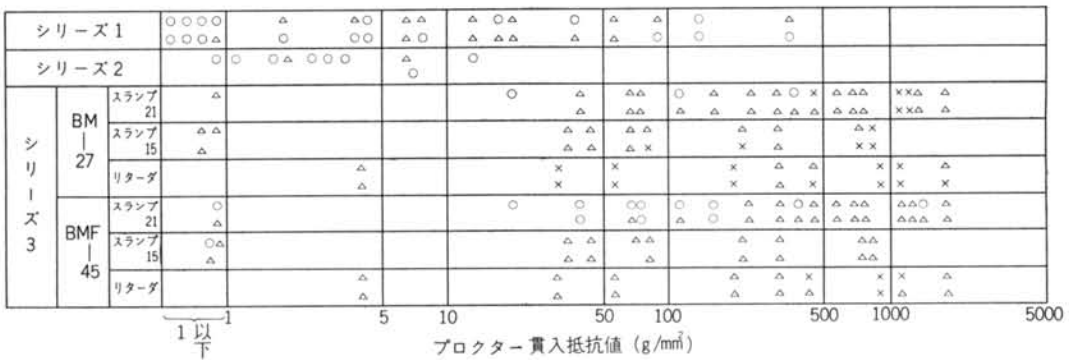 シリーズ1
シリーズ2
シリーズ3
BM
|
27
スランプ
21
スランプ
15
リターダ
BMF
|
45
スランプ
21
スランプ
15
リターダ
1以下
1 5 10 50 100 500 1000 5000
プロクター貫入抵抗値 (g/mm²)